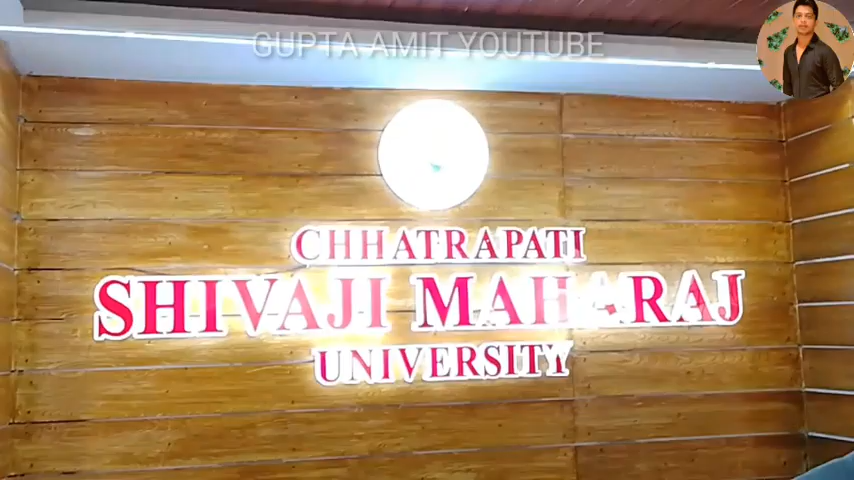 GUPTA AMIT YOUTUBE
CHHATRAPATI
SHIVAJI MAHARAJ
UNIVERSITY